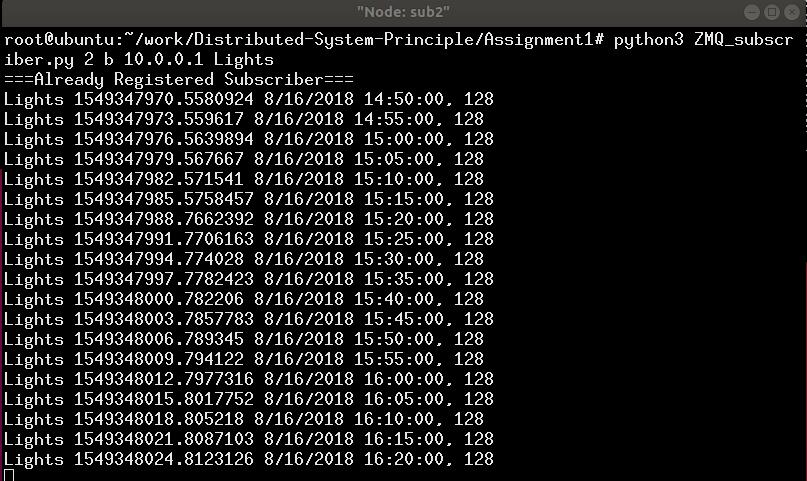 "Node: sub2"
root@ubuntu:~/work/Distributed-System-Principle/Assignment1# python3 ZMQ_subscr
iber.py 2 b 10.0.0.1 Lights
===Already Registered Subscriber===
Lights 1549347970.5580924 8/16/2018 14:50:00, 128
Lights 1549347973.559617 8/16/2018 14:55:00, 128
Lights 1549347976.5639894 8/16/2018 15:00:00, 128
Lights 1549347979.567667 8/16/2018 15:05:00, 128
Lights 1549347982.571541 8/16/2018 15:10:00, 128
Lights 1549347985.5758457 8/16/2018 15:15:00, 128
Lights 1549347988.7662392 8/16/2018 15:20:00, 128
Lights 1549347991.7706163 8/16/2018 15:25:00, 128
Lights 1549347994.774028 8/16/2018 15:30:00, 128
Lights 1549347997.7782423 8/16/2018 15:35:00, 128
Lights 1549348000.782206 8/16/2018 15:40:00, 128
Lights 1549348003.7857783 8/16/2018 15:45:00, 128
Lights 1549348006.789345 8/16/2018 15:50:00, 128
Lights 1549348009.794122 8/16/2018 15:55:00, 128
Lights 1549348012.7977316 8/16/2018 16:00:00, 128
Lights 1549348015.8017752 8/16/2018 16:05:00, 128
Lights 1549348018.805218 8/16/2018 16:10:00, 128
Lights 1549348021.8087103 8/16/2018 16:15:00, 128
Lights 1549348024.8123126 8/16/2018 16:20:00, 128